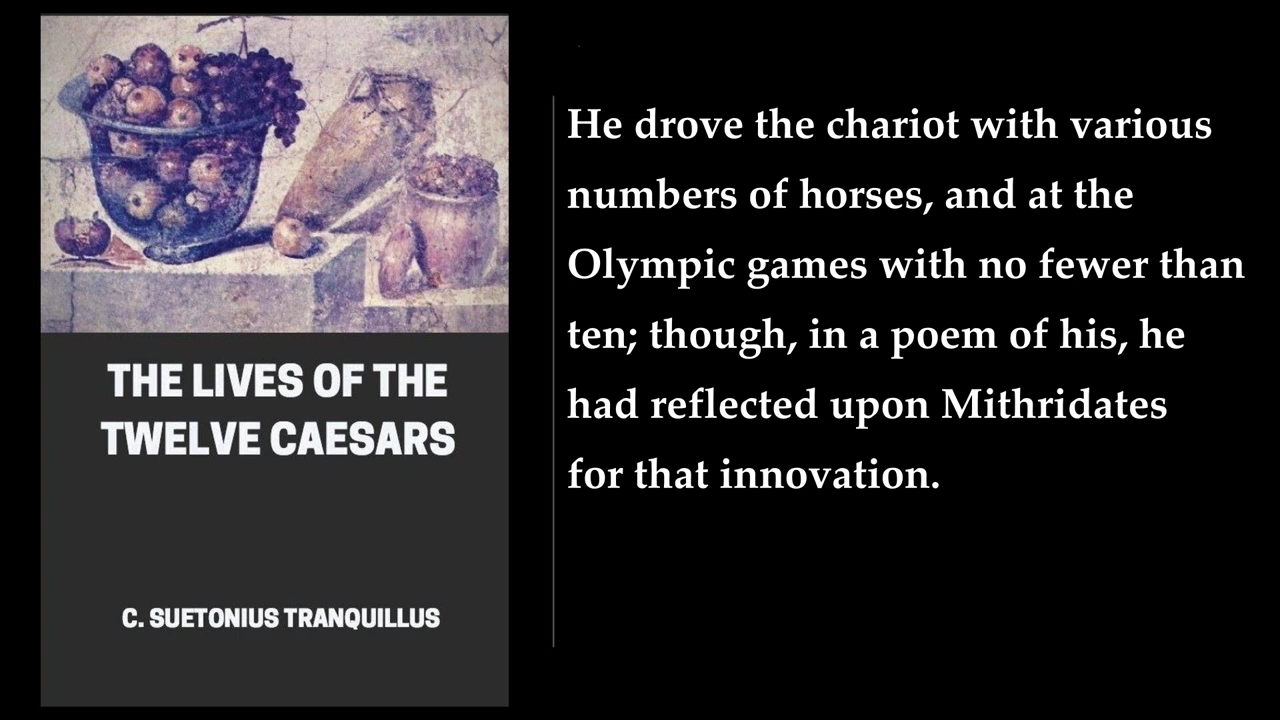 THE LIVES OF THE
TWELVE CAESARS
C. SUETONIUS TRANQUILLUS
He drove the chariot with various
numbers of horses, and at the
Olympic games with no fewer than
ten; though, in a poem of his, he
had reflected upon Mithridates
for that innovation.